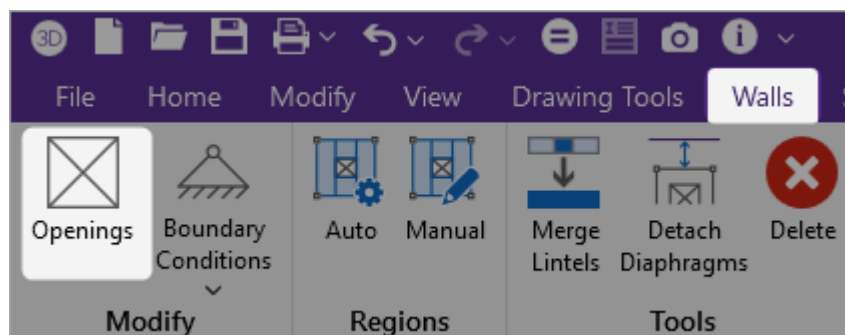 3D
File Home Modify View Drawing Tools Walls
Openings Boundary Conditions Auto Manual Merge Lintels Detach Diaphragms Delete
Modify Regions Tools